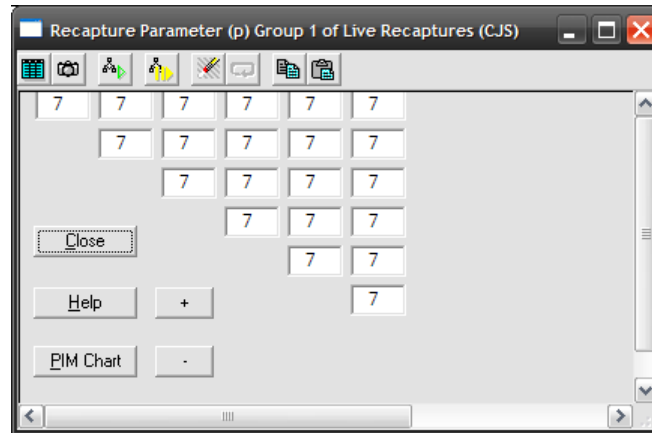 Recapture Parameter (p) Group 1 of Live Recaptures (CJS)
7 7 7 7 7 7
7 7 7 7 7
7 7 7 7
7 7 7
Close
7 7
Help + 7
PIM Chart -